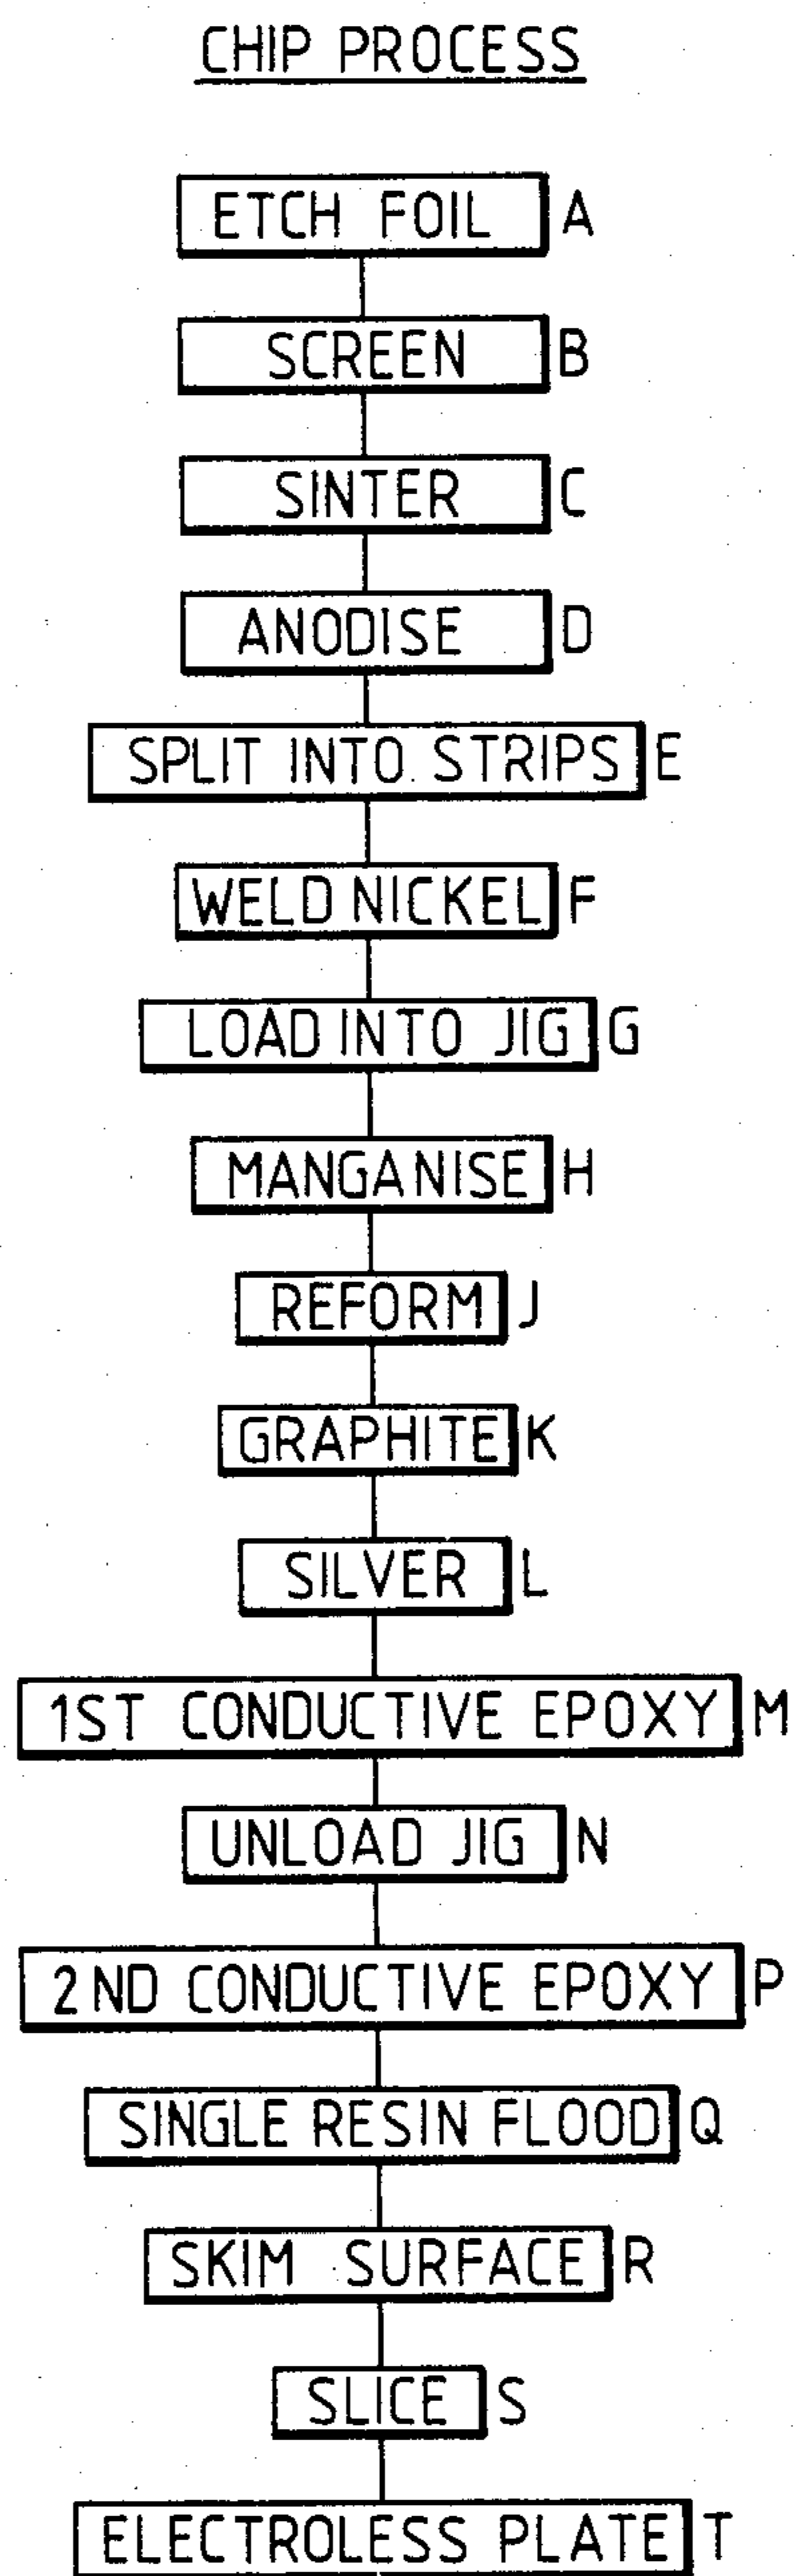 CHIP PROCESS
ETCH FOIL A
SCREEN B
SINTER C
ANODISE D
SPLIT INTO STRIPS E
WELD NICKEL F
LOAD INTO JIG G
MANGANISE H
REFORM J
GRAPHITE K
SILVER L
1ST CONDUCTIVE EPOXY M
UNLOAD JIG N
2ND CONDUCTIVE EPOXY P
SINGLE RESIN FLOOD Q
SKIM SURFACE R
SLICE S
ELECTROLESS PLATE T